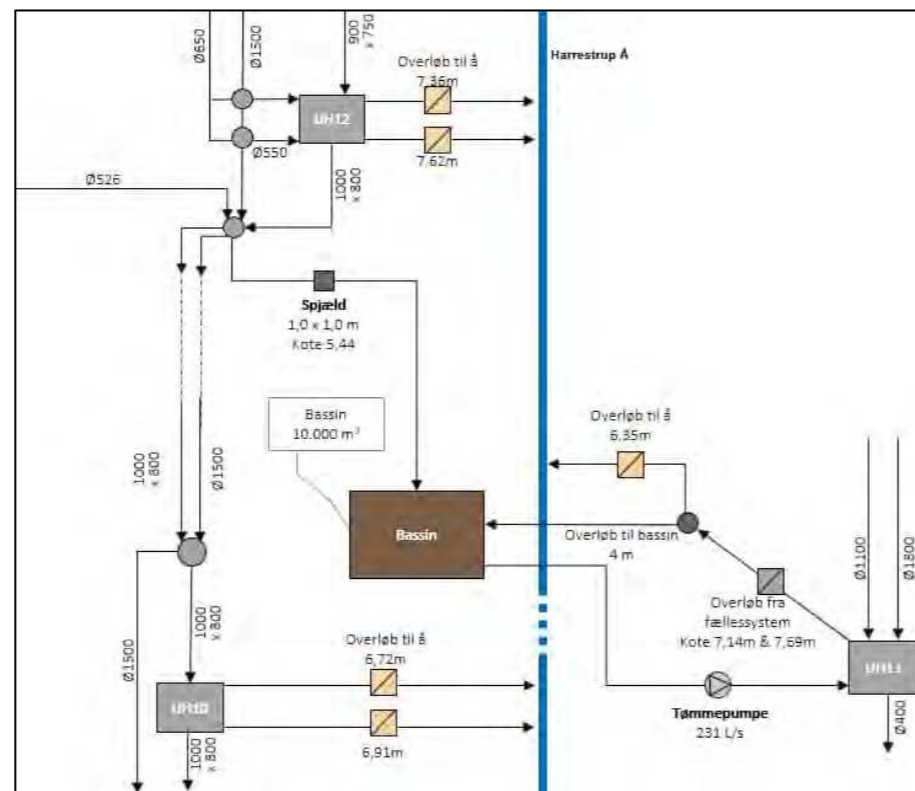 Ø650
Ø1500
900
x 750
Harrestrup Å
Overløb til å
7,36m
UH12
7,62m
Ø550
1000
x 800
Ø526
Spjæld
1,0 x 1,0 m
Kote 5,44
Bassin
10.000 m³
Overløb til å
6,35m
1000
x 800
Ø1500
Bassin
Overløb til bassin
4 m
Ø1100
Ø1800
Overløb fra
fællessystem
Kote 7,14m & 7,69m
Ø1500
1000
x 800
Overløb til å
6,72m
UH10
6,91m
Tømmepumpe
231 L/s
Ø400
1000
x 800